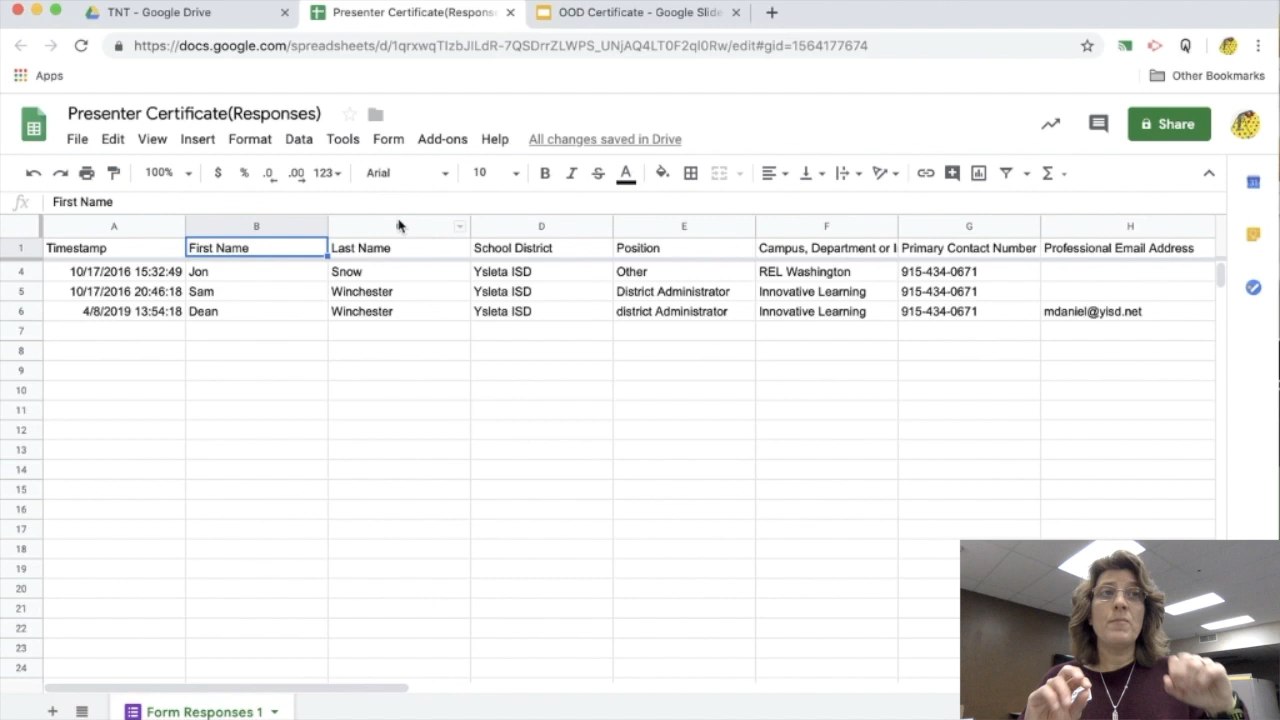 TNT - Google Drive
Presenter Certificate(Respons
OOD Certificate - Google Slide
https://docs.google.com/spreadsheets/d/1qrxwqTIzbJILdR-7QSDrrZLWPS_UNjAQ4LT0F2qI0Rw/edit#gid=1564177674
Apps
Other Bookmarks
Presenter Certificate(Responses)
File Edit View Insert Format Data Tools Form Add-ons Help All changes saved in Drive
Share
100% $ % .0 .00 123 Arial 10 B I S A Σ
fx First Name
A B D E F G H
1 Timestamp First Name Last Name School District Position Campus, Department or I Primary Contact Number Professional Email Address
4 10/17/2016 15:32:49 Jon Snow Ysleta ISD Other REL Washington 915-434-0671
5 10/17/2016 20:46:18 Sam Winchester Ysleta ISD District Administrator Innovative Learning 915-434-0671
6 4/8/2019 13:54:18 Dean Winchester Ysleta ISD district Administrator Innovative Learning 915-434-0671 mdaniel@yisd.net
7
8
9
10
11
12
13
14
15
16
17
18
19
20
21
22
23
24
Form Responses 1